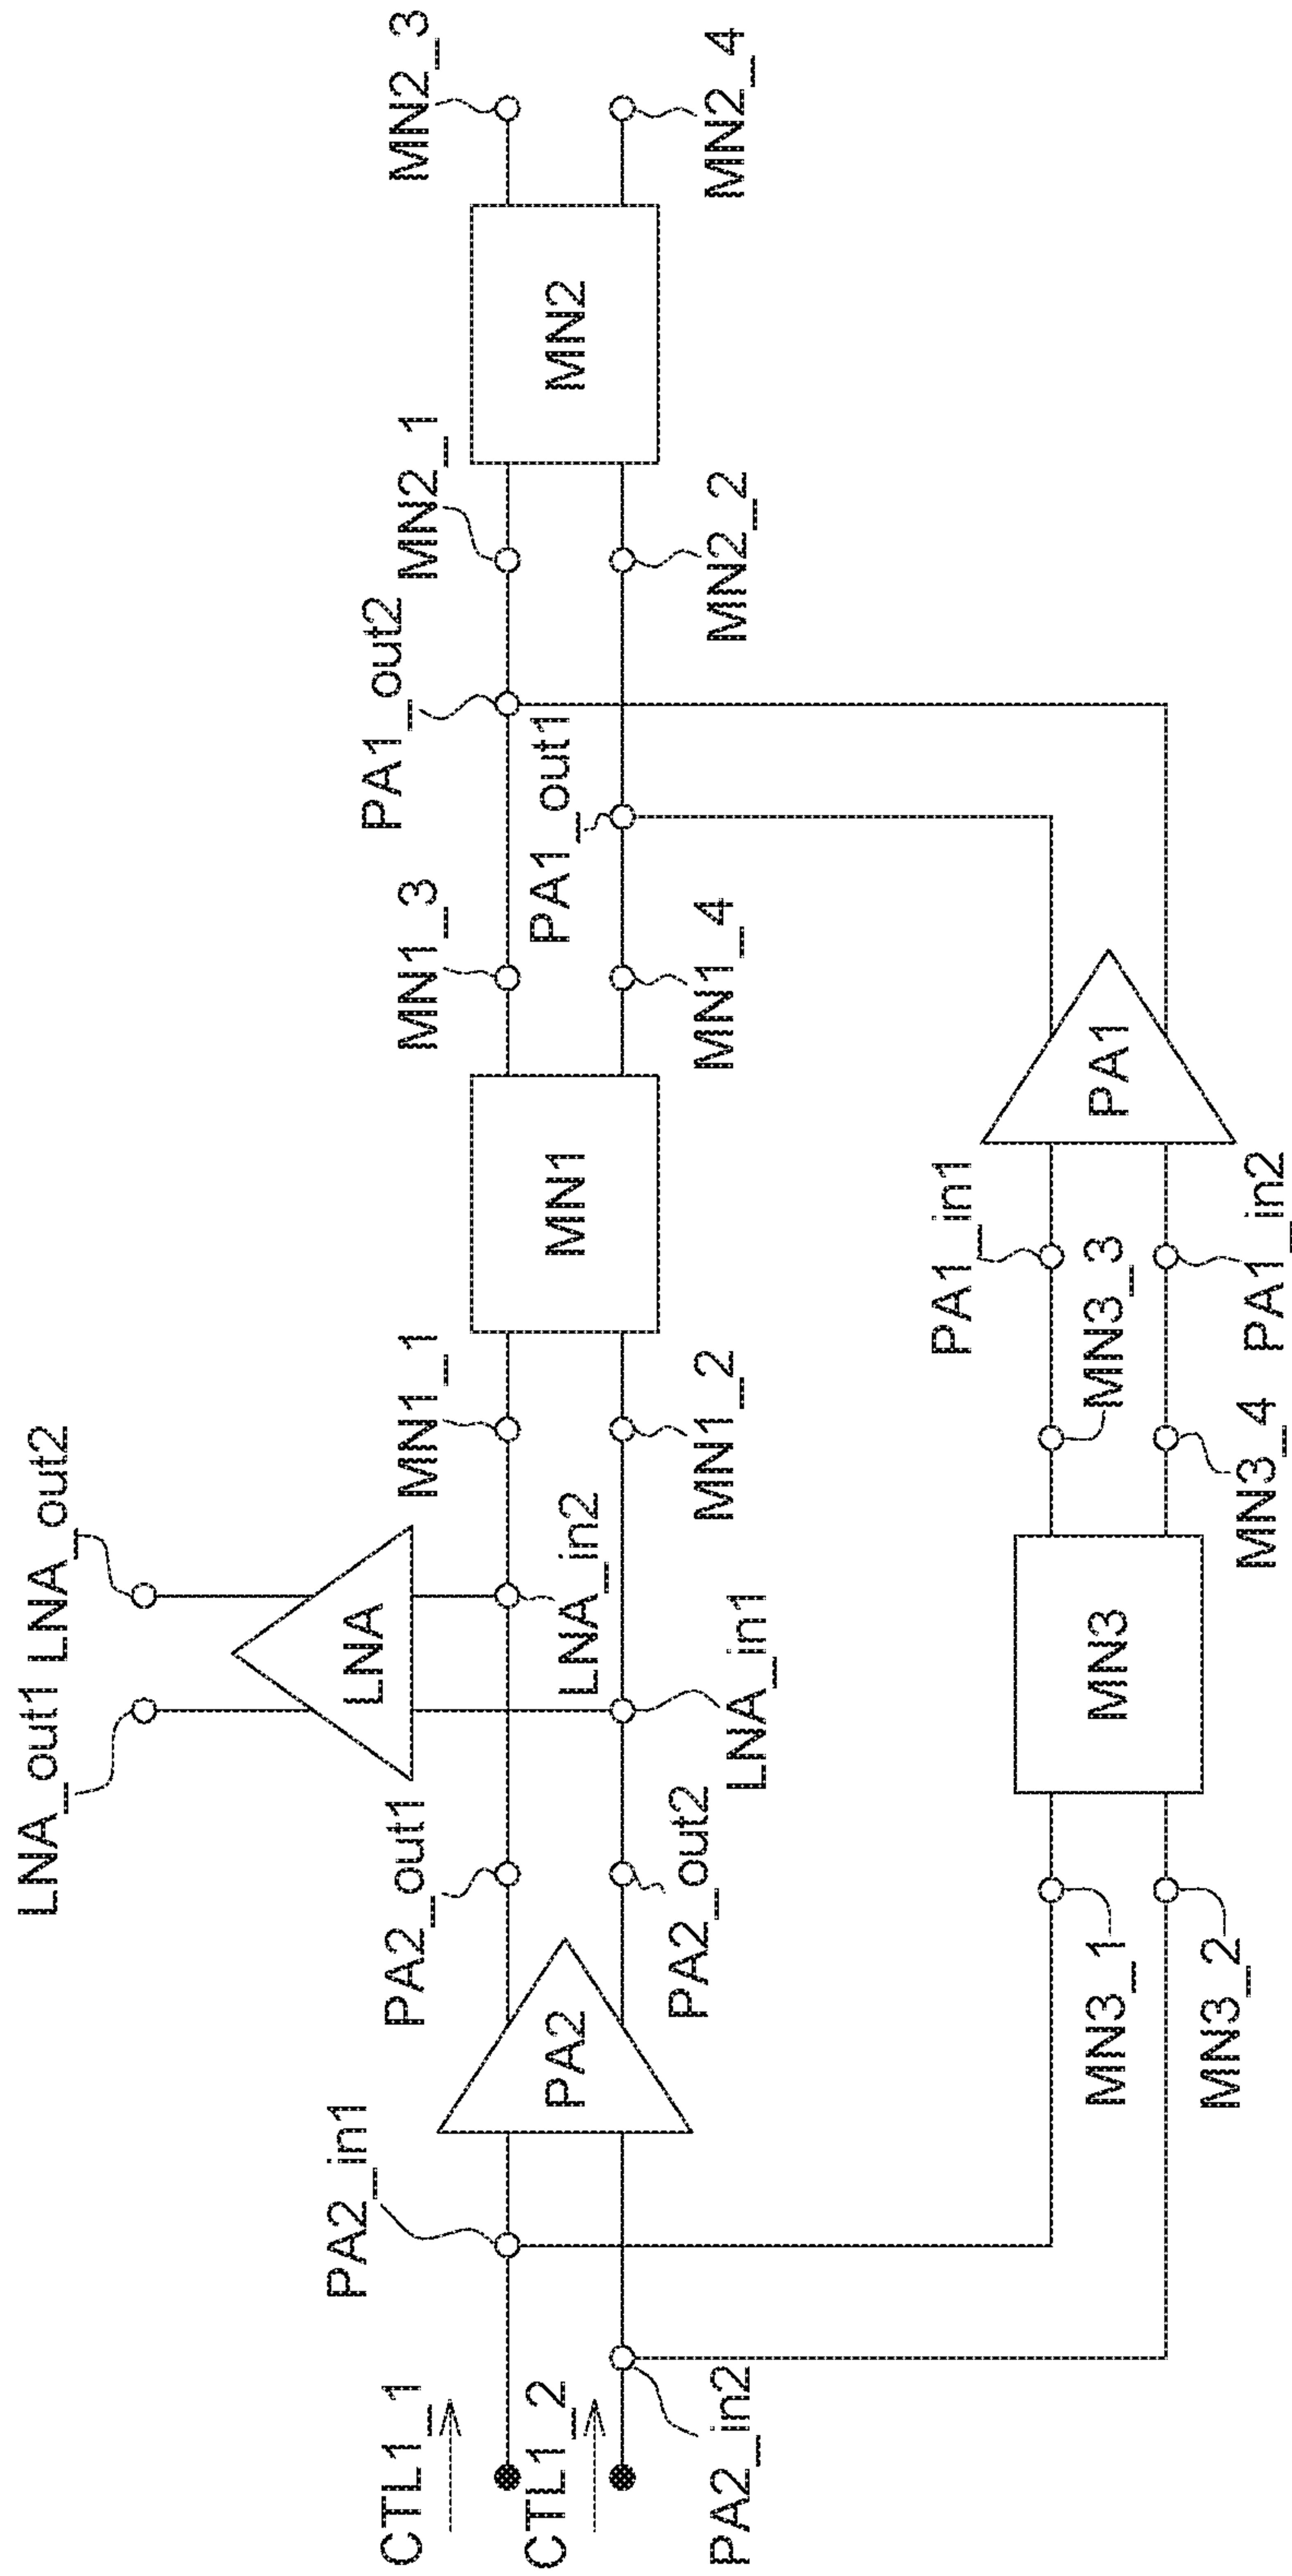 LNA_out1
LNA_out2
LNA
CTL1_1
PA2_in1
PA2_out1
LNA_in2
MN1_1
MN1_3
PA1_out2
MN2_1
MN2_3
CTL1_2
PA2
MN1
PA1_out1
MN2
PA2_in2
PA2_out2
LNA_in1
MN1_2
MN1_4
MN2_2
MN2_4
PA1_in1
MN3_1
MN3
MN3_3
PA1
MN3_2
MN3_4
PA1_in2